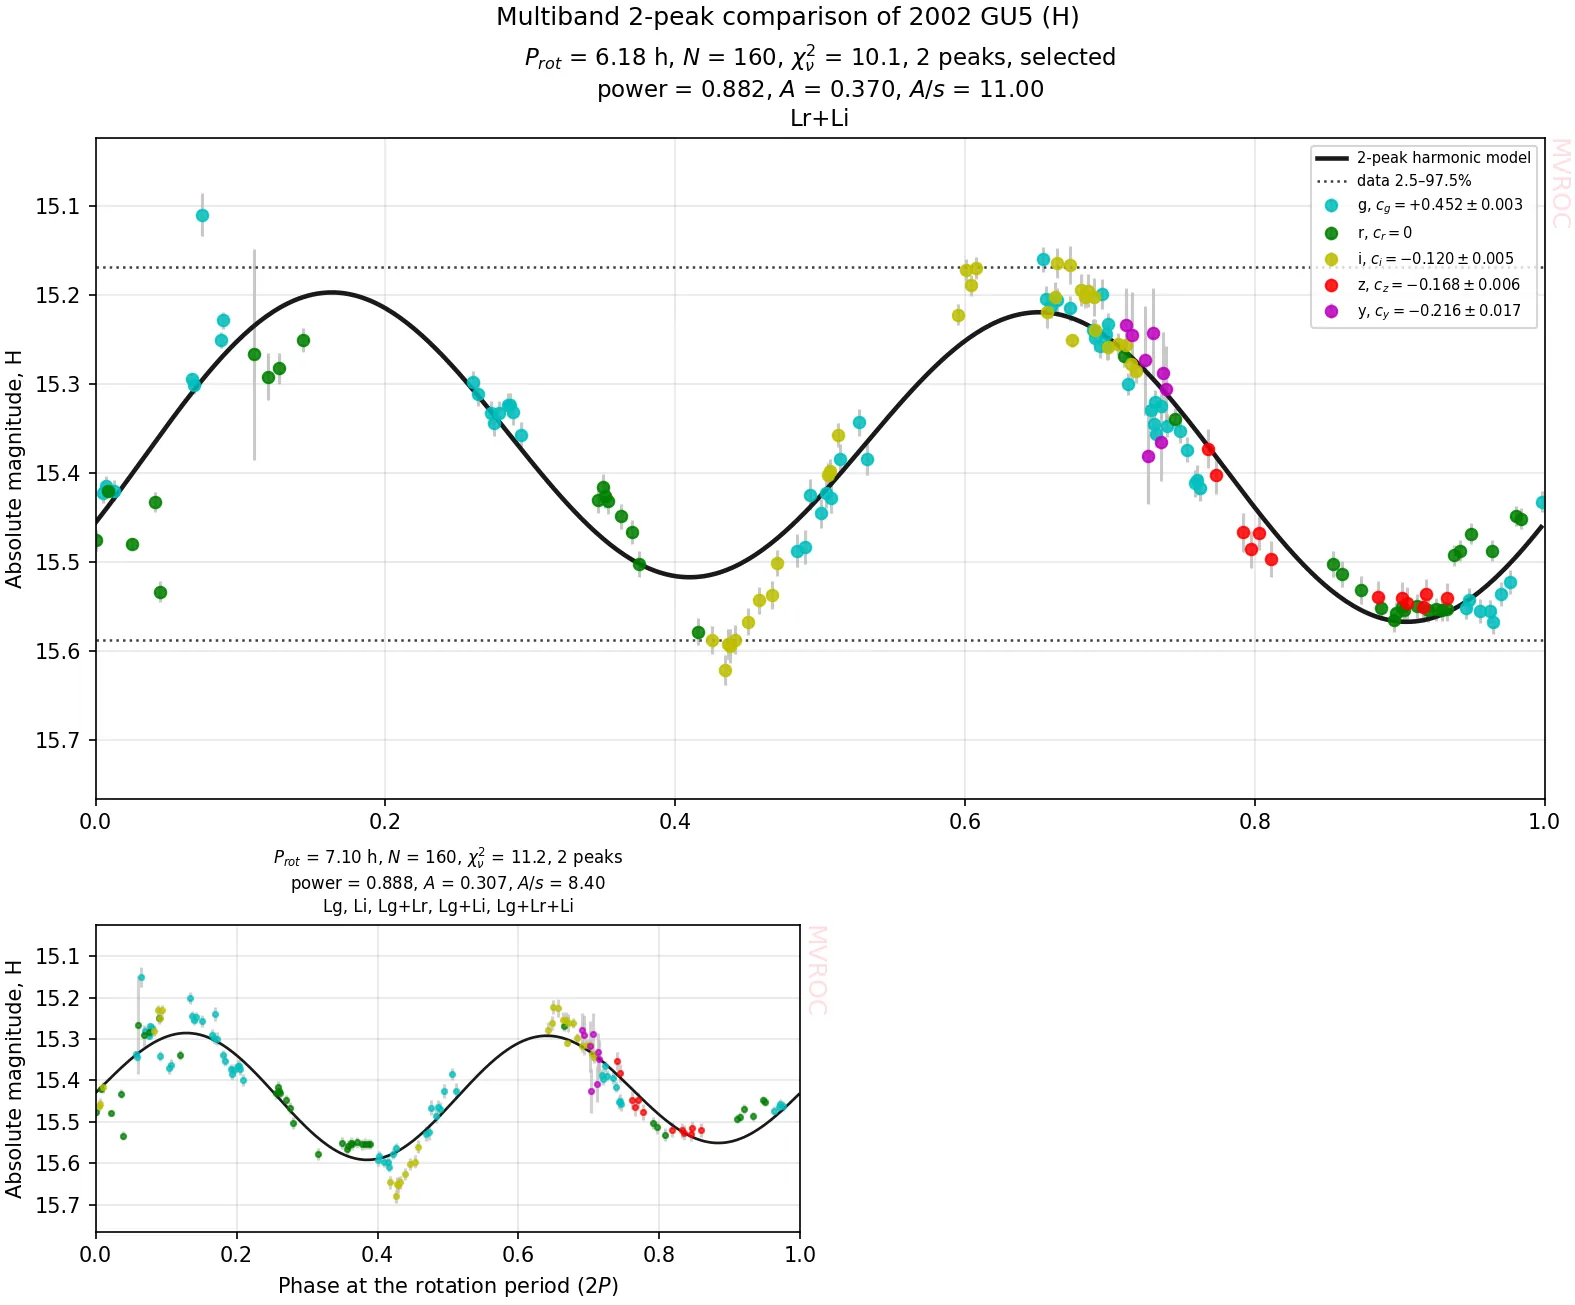 Multiband 2-peak comparison of 2002 GU5 (H)
P_rot = 6.18 h, N = 160, χ²_ν = 10.1, 2 peaks, selected
power = 0.882, A = 0.370, A/s = 11.00
Lr+Li
2-peak harmonic model
data 2.5–97.5%
g, c_g = +0.452 ± 0.003
r, c_r = 0
i, c_i = −0.120 ± 0.005
z, c_z = −0.168 ± 0.006
y, c_y = −0.216 ± 0.017
MVROC
Absolute magnitude, H
15.1
15.2
15.3
15.4
15.5
15.6
15.7
0.0 0.2 0.4 0.6 0.8 1.0
P_rot = 7.10 h, N = 160, χ²_ν = 11.2, 2 peaks
power = 0.888, A = 0.307, A/s = 8.40
Lg, Li, Lg+Lr, Lg+Li, Lg+Lr+Li
MVROC
Absolute magnitude, H
15.1
15.2
15.3
15.4
15.5
15.6
15.7
0.0 0.2 0.4 0.6 0.8 1.0
Phase at the rotation period (2P)